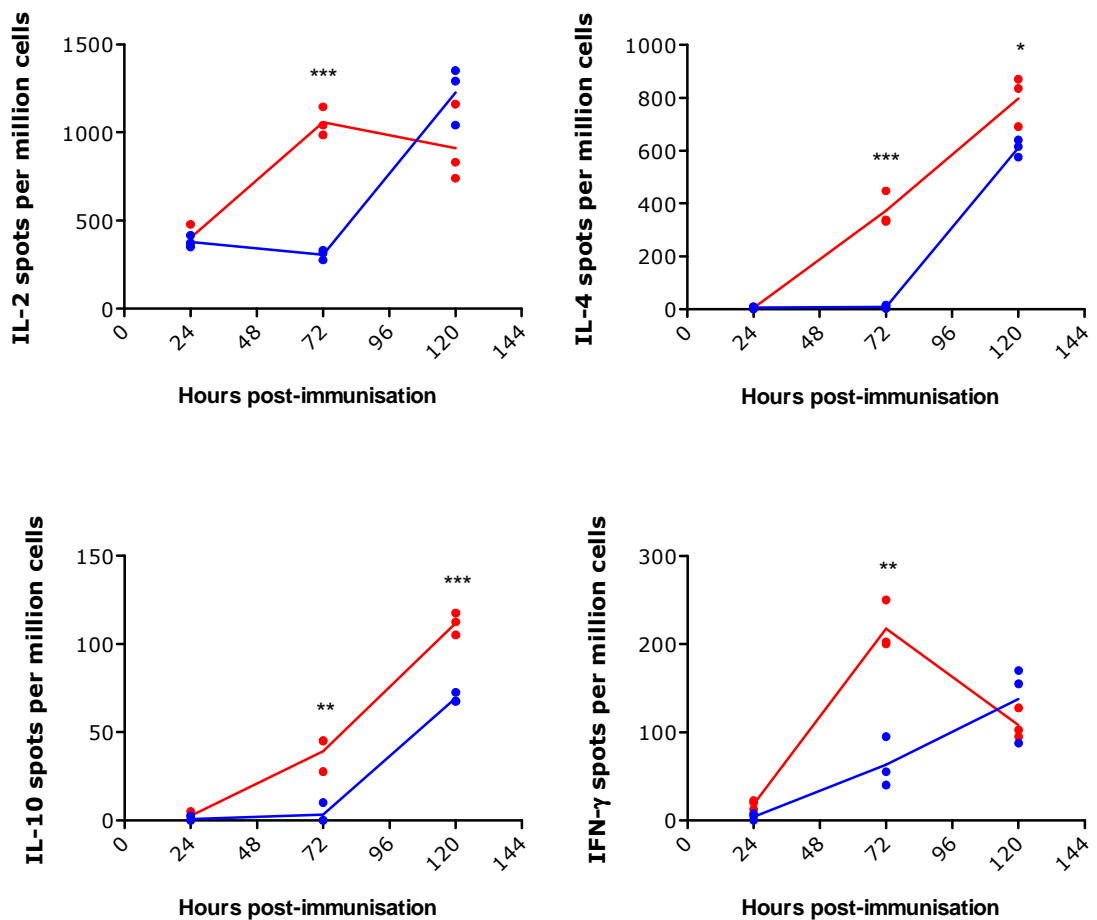 IL-2 spots per million cells
1500
1000
500
0
***
0 24 48 72 96 120 144
Hours post-immunisation
IL-4 spots per million cells
1000
800
600
400
200
0
***
*
0 24 48 72 96 120 144
Hours post-immunisation
IL-10 spots per million cells
150
100
50
0
**
***
0 24 48 72 96 120 144
Hours post-immunisation
IFN-γ spots per million cells
300
200
100
0
**
0 24 48 72 96 120 144
Hours post-immunisation